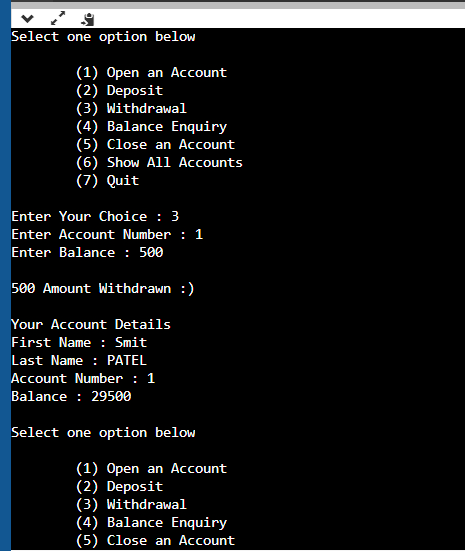 Select one option below
(1) Open an Account
(2) Deposit
(3) Withdrawal
(4) Balance Enquiry
(5) Close an Account
(6) Show All Accounts
(7) Quit
Enter Your Choice : 3
Enter Account Number : 1
Enter Balance : 500
500 Amount Withdrawn :)
Your Account Details
First Name : Smit
Last Name : PATEL
Account Number : 1
Balance : 29500
Select one option below
(1) Open an Account
(2) Deposit
(3) Withdrawal
(4) Balance Enquiry
(5) Close an Account